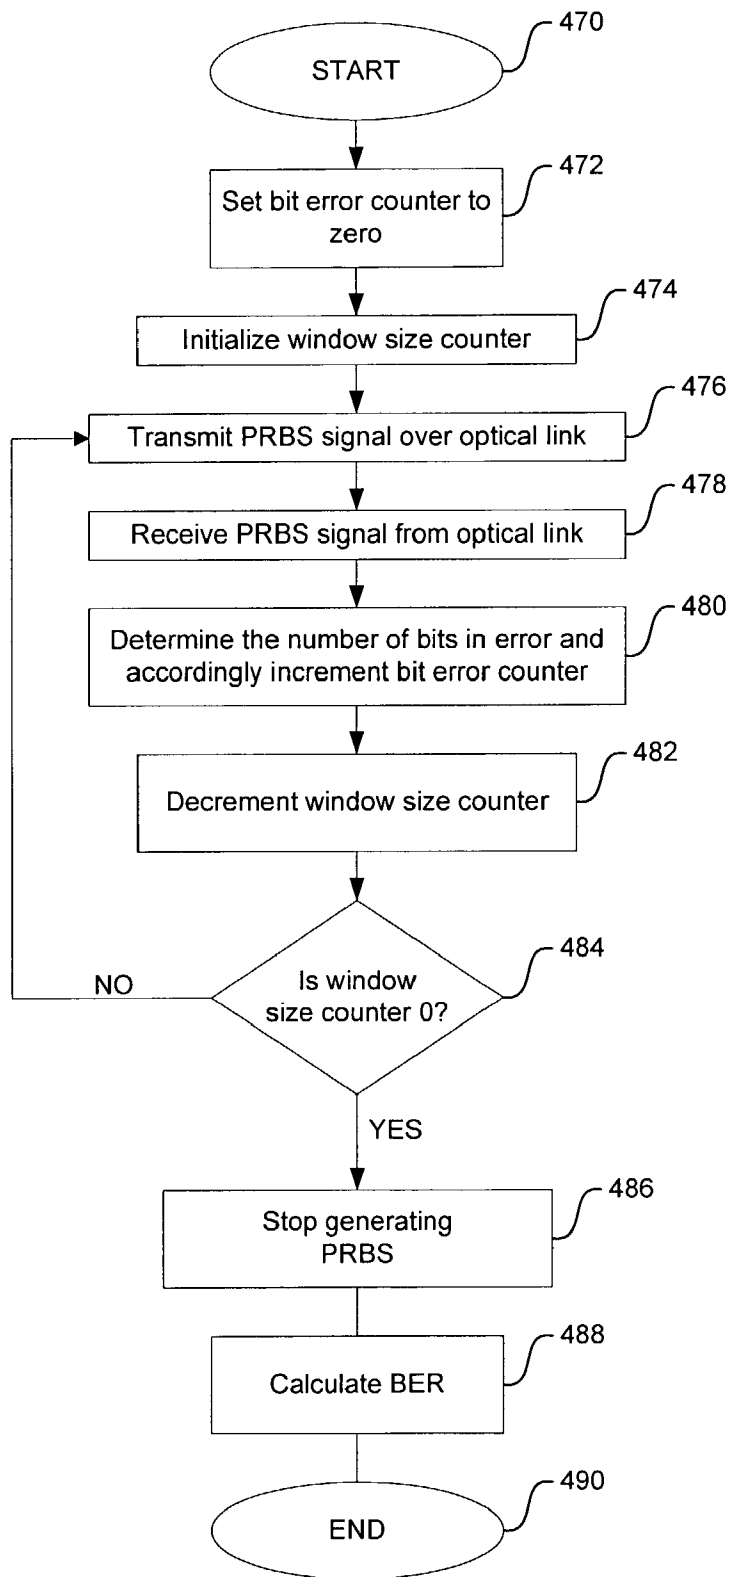 470
START
472
Set bit error counter to
zero
474
Initialize window size counter
476
Transmit PRBS signal over optical link
478
Receive PRBS signal from optical link
480
Determine the number of bits in error and
accordingly increment bit error counter
482
Decrement window size counter
484
Is window
size counter 0?
NO
YES
486
Stop generating
PRBS
488
Calculate BER
490
END